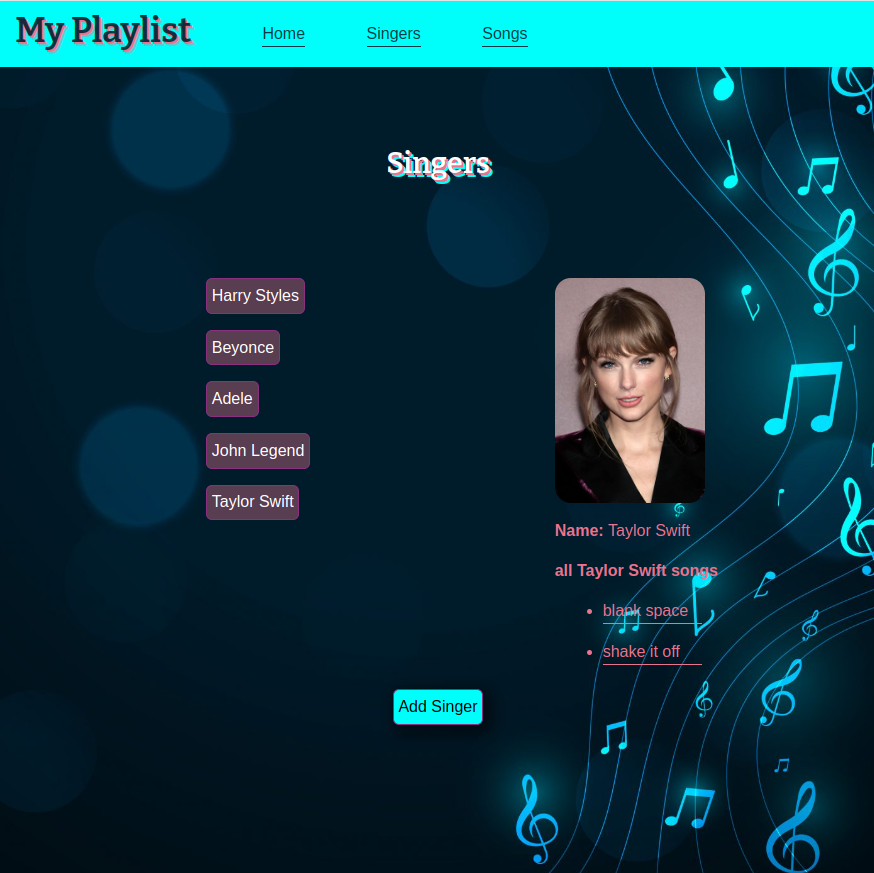 My Playlist
Home
Singers
Songs
Singers
Harry Styles
Beyonce
Adele
John Legend
Taylor Swift
Name: Taylor Swift
all Taylor Swift songs
blank space
shake it off
Add Singer